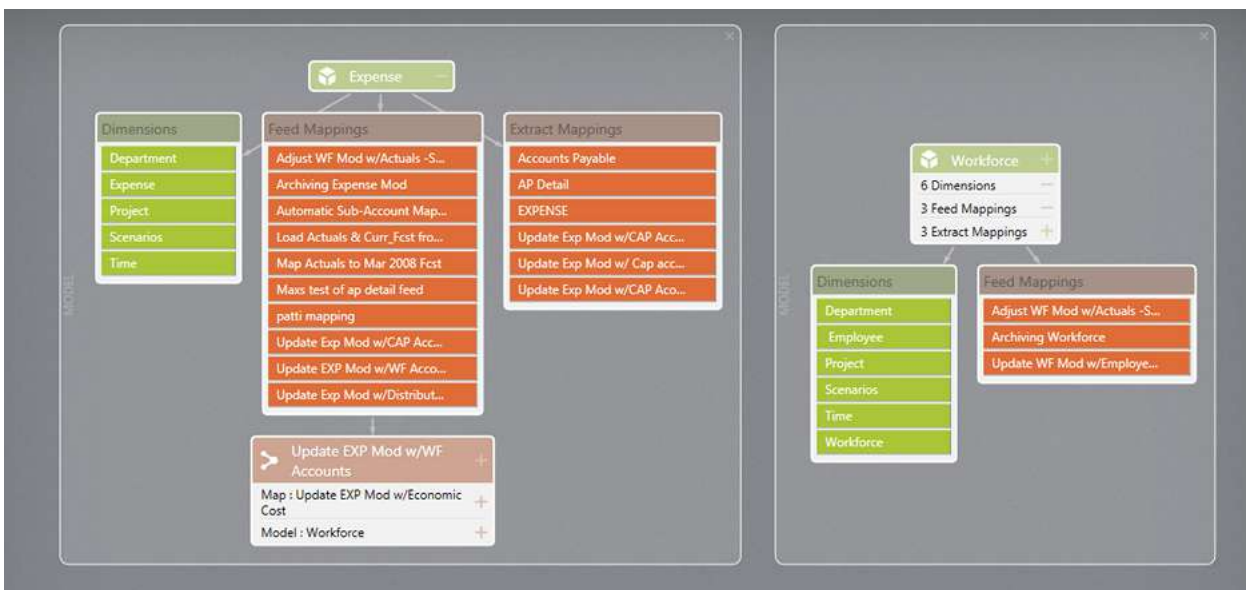 Expense
Dimensions
Department
Expense
Project
Scenarios
Time
Feed Mappings
Adjust WF Mod w/Actuals -S...
Archiving Expense Mod
Automatic Sub-Account Map...
Load Actuals & Curr_Fcst fro...
Map Actuals to Mar 2008 Fcst
Maxs test of ap detail feed
patti mapping
Update Exp Mod w/CAP Acc...
Update EXP Mod w/WF Acco...
Update Exp Mod w/Distribut...
Extract Mappings
Accounts Payable
AP Detail
EXPENSE
Update Exp Mod w/CAP Acc...
Update Exp Mod w/ Cap acc...
Update Exp Mod w/CAP Aco...
Update EXP Mod w/WF
Accounts
Map : Update EXP Mod w/Economic
Cost
Model : Workforce
MODEL
Workforce
6 Dimensions
3 Feed Mappings
3 Extract Mappings
Dimensions
Department
Employee
Project
Scenarios
Time
Workforce
Feed Mappings
Adjust WF Mod w/Actuals -S...
Archiving Workforce
Update WF Mod w/Employe...
MODEL